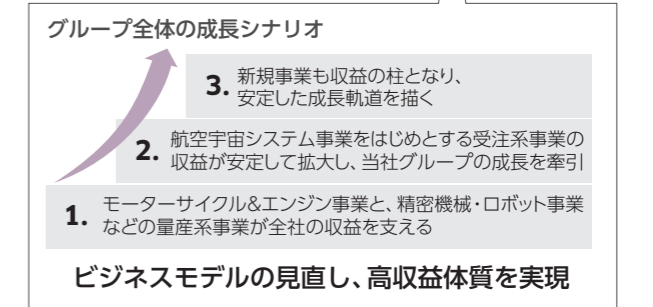 グループ全体の成長シナリオ
3. 新規事業も収益の柱となり、
安定した成長軌道を描く
2. 航空宇宙システム事業をはじめとする受注系事業の
収益が安定して拡大し、当社グループの成長を牽引
1. モーターサイクル&エンジン事業と、精密機械・ロボット事業
などの量産系事業が全社の収益を支える
ビジネスモデルの見直し、高収益体質を実現